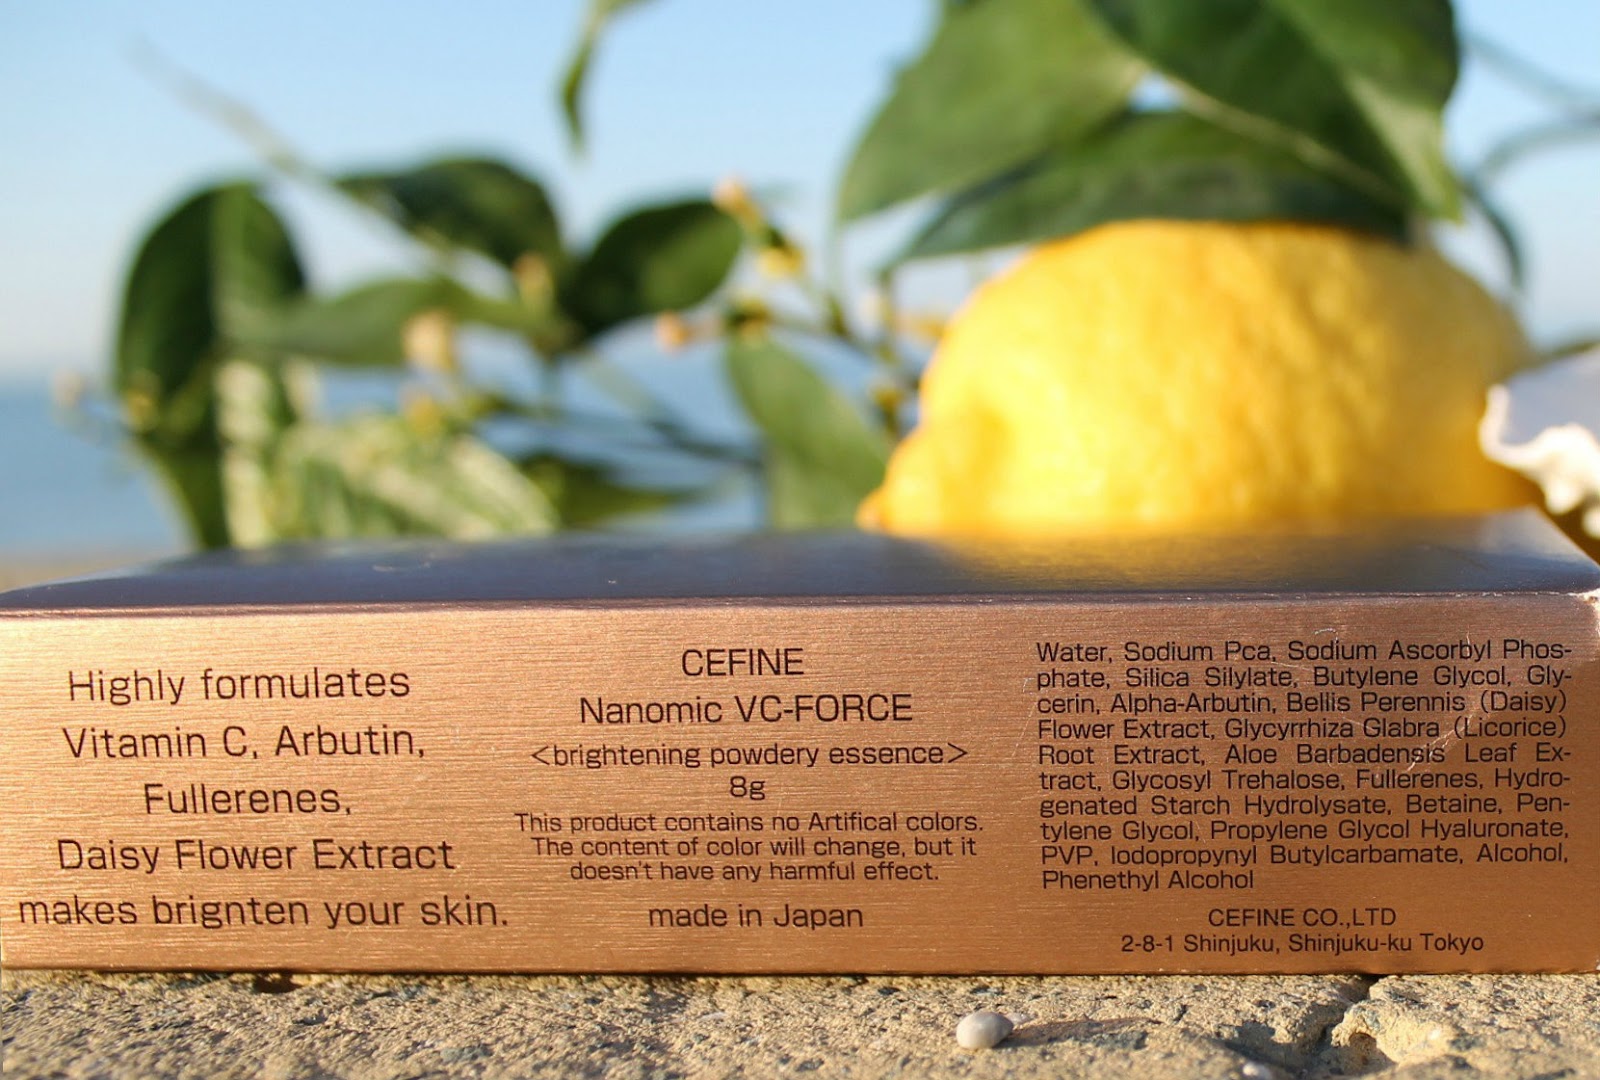 Highly formulates
Vitamin C, Arbutin,
Fullerenes,
Daisy Flower Extract
makes brignten your skin.
CEFINE
Nanomic VC-FORCE
<brightening powdery essence>
8g
This product contains no Artifical colors.
The content of color will change, but it
doesn't have any harmful effect.
made in Japan
Water, Sodium Pca, Sodium Ascorbyl Phos-
phate, Silica Silylate, Butylene Glycol, Gly-
cerin, Alpha-Arbutin, Bellis Perennis (Daisy)
Flower Extract, Glycyrrhiza Glabra (Licorice)
Root Extract, Aloe Barbadensis Leaf Ex-
tract, Glycosyl Trehalose, Fullerenes, Hydro-
genated Starch Hydrolysate, Betaine, Pen-
tylene Glycol, Propylene Glycol Hyaluronate,
PVP, Iodopropynyl Butylcarbamate, Alcohol,
Phenethyl Alcohol
CEFINE CO.,LTD
2-8-1 Shinjuku, Shinjuku-ku Tokyo